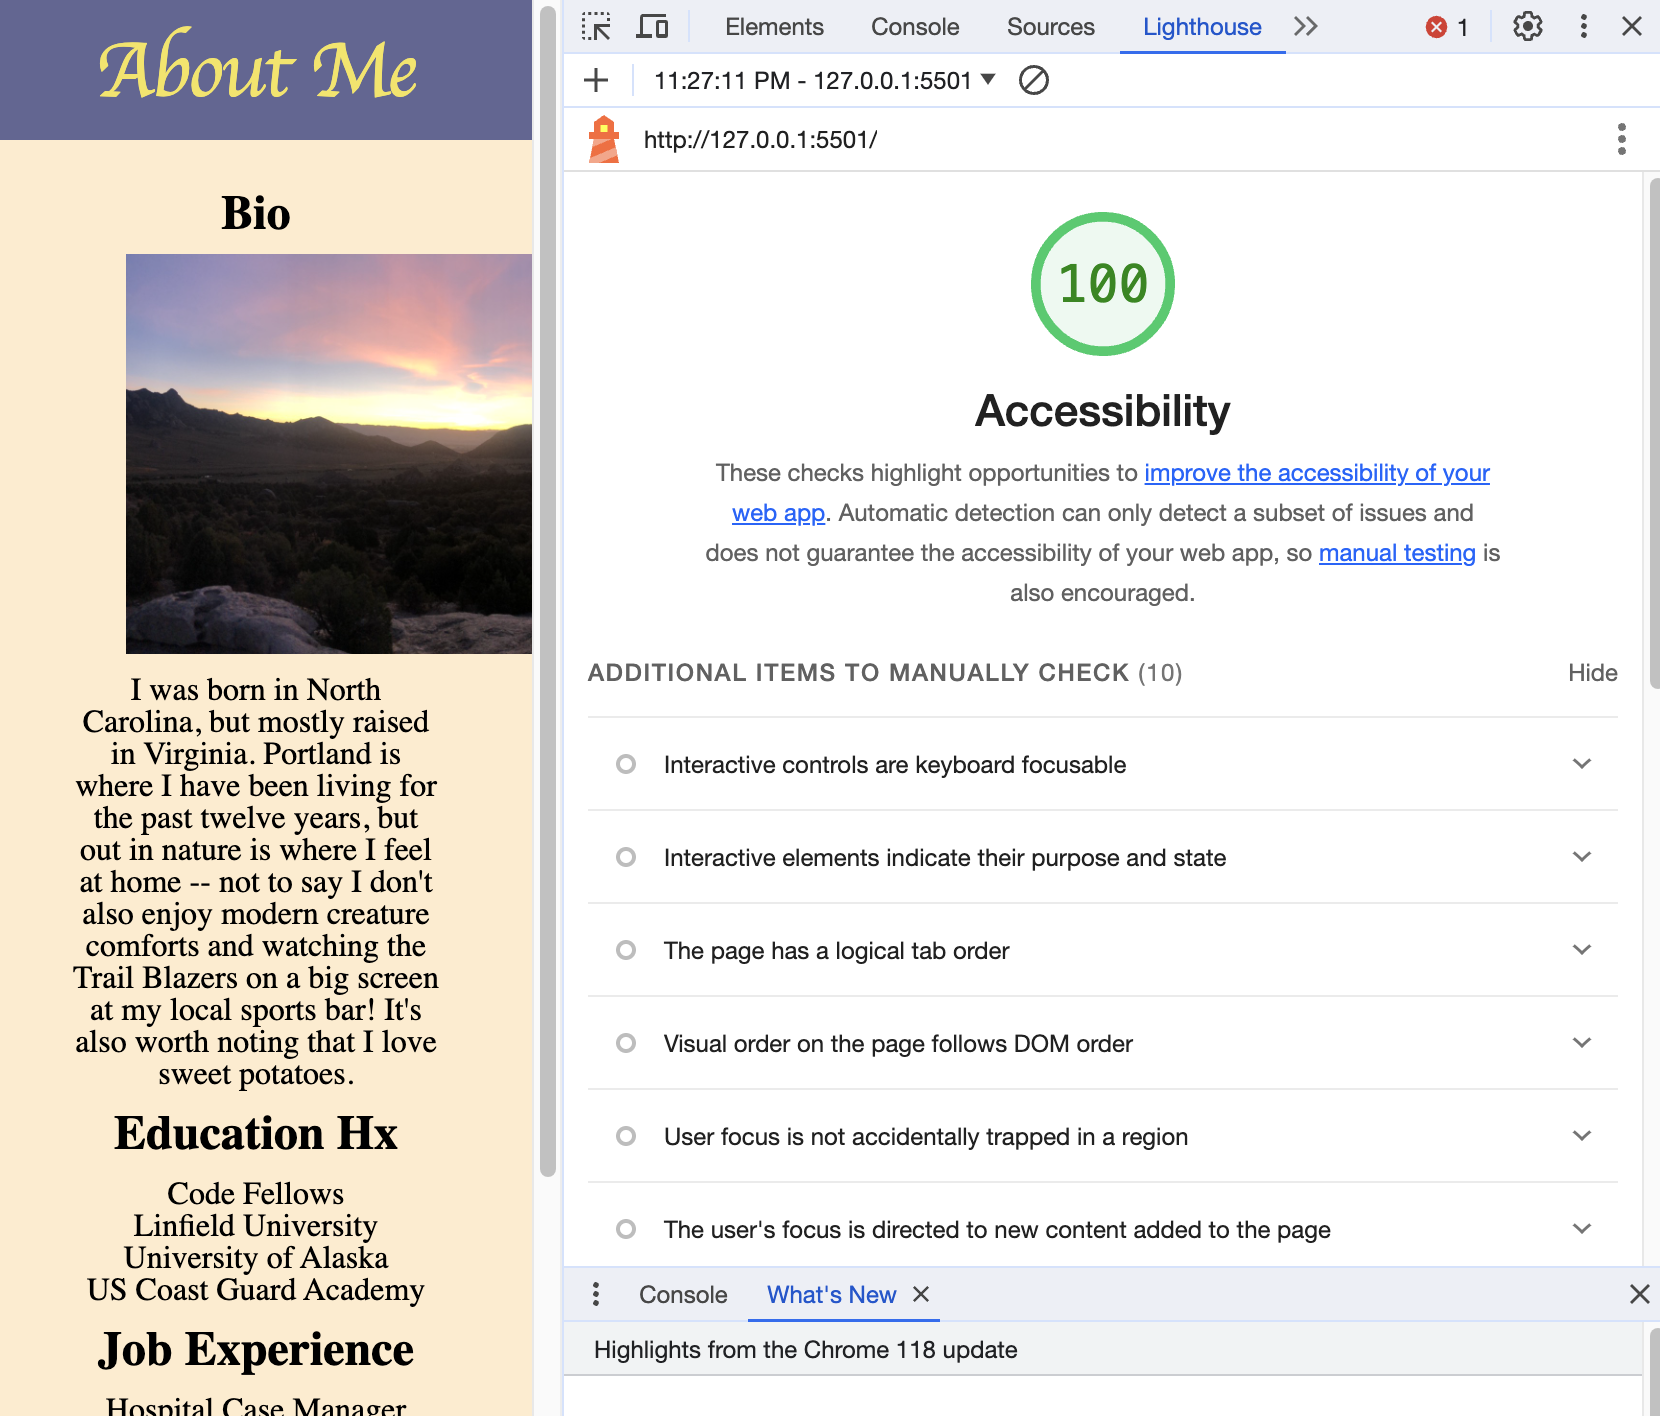 About Me
Bio
I was born in North
Carolina, but mostly raised
in Virginia. Portland is
where I have been living for
the past twelve years, but
out in nature is where I feel
at home -- not to say I don't
also enjoy modern creature
comforts and watching the
Trail Blazers on a big screen
at my local sports bar! It's
also worth noting that I love
sweet potatoes.
Education Hx
Code Fellows
Linfield University
University of Alaska
US Coast Guard Academy
Job Experience
Hospital Case Manager
Elements Console Sources Lighthouse 1
11:27:11 PM - 127.0.0.1:5501
http://127.0.0.1:5501/
100
Accessibility
These checks highlight opportunities to improve the accessibility of your
web app. Automatic detection can only detect a subset of issues and
does not guarantee the accessibility of your web app, so manual testing is
also encouraged.
ADDITIONAL ITEMS TO MANUALLY CHECK (10) Hide
Interactive controls are keyboard focusable
Interactive elements indicate their purpose and state
The page has a logical tab order
Visual order on the page follows DOM order
User focus is not accidentally trapped in a region
The user's focus is directed to new content added to the page
Console What's New
Highlights from the Chrome 118 update